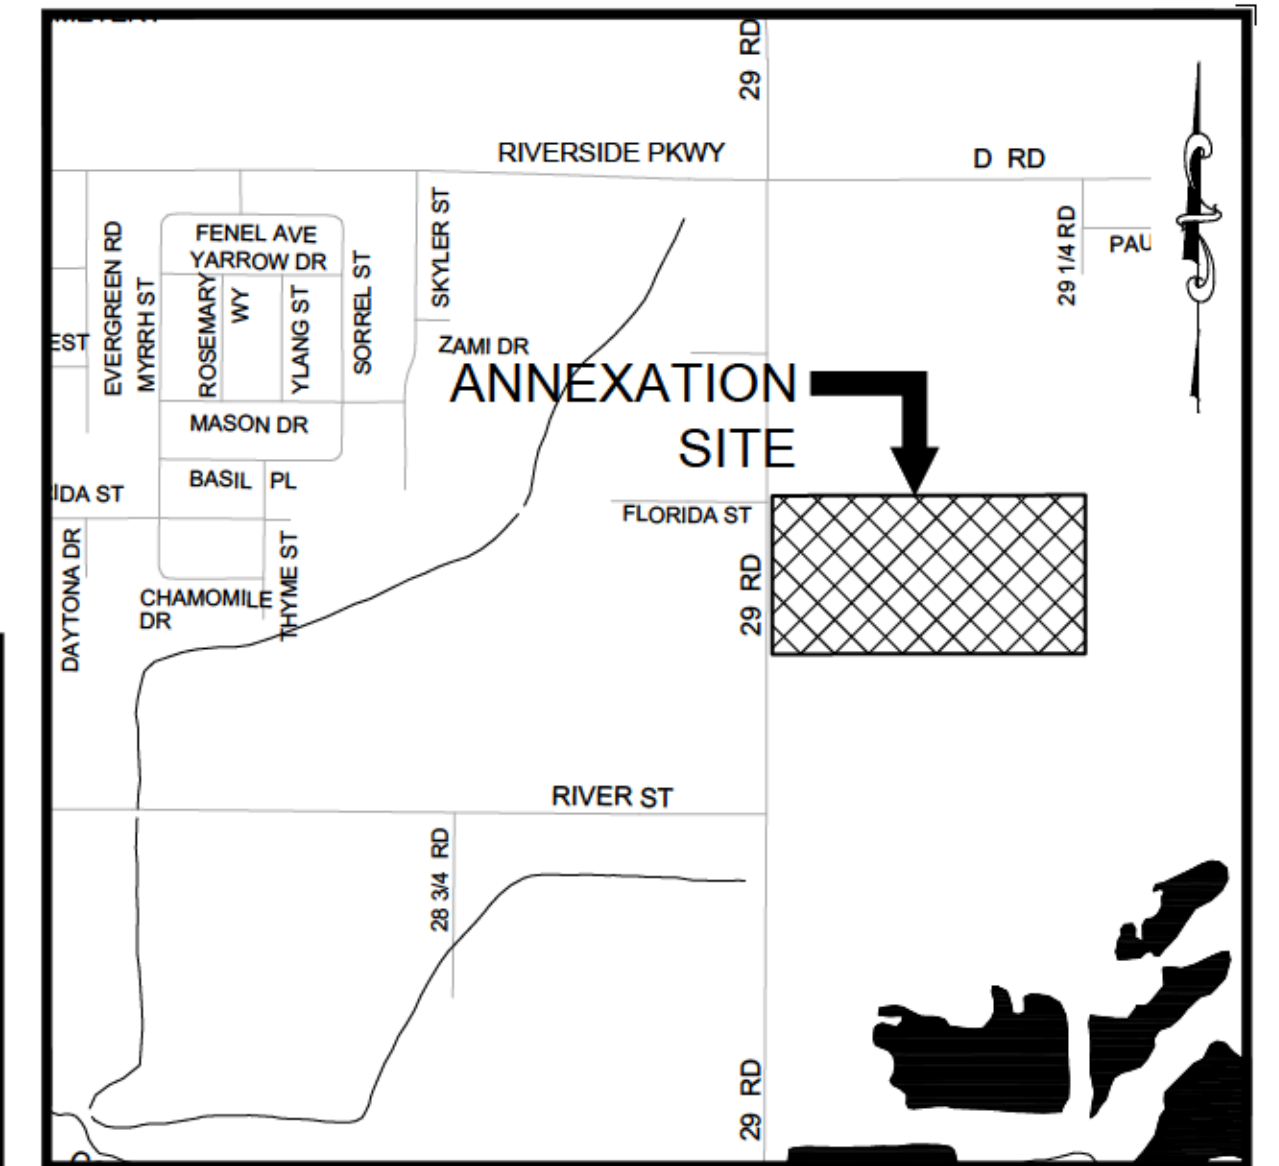 29 RD
RIVERSIDE PKWY
D RD
29 1/4 RD
PAU
EVERGREEN RD
MYRRH ST
FENEL AVE
YARROW DR
ROSEMARY
WY
YLANG ST
SORREL ST
SKYLER ST
EST
ZAMI DR
ANNEXATION
SITE
MASON DR
BASIL PL
IDA ST
FLORIDA ST
29 RD
DAYTONA DR
CHAMOMILE
DR
THYME ST
RIVER ST
28 3/4 RD
29 RD